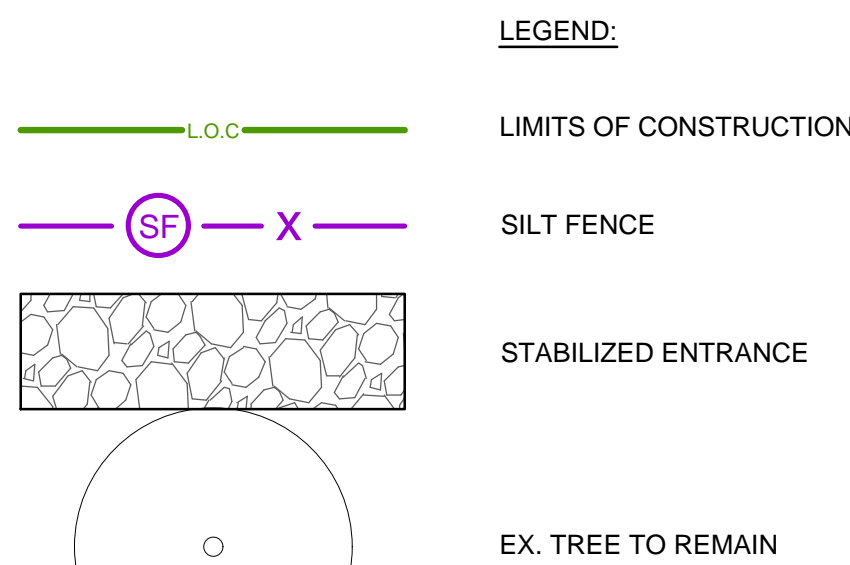 LEGEND:
L.O.C LIMITS OF CONSTRUCTION
SF X SILT FENCE
STABILIZED ENTRANCE
EX. TREE TO REMAIN